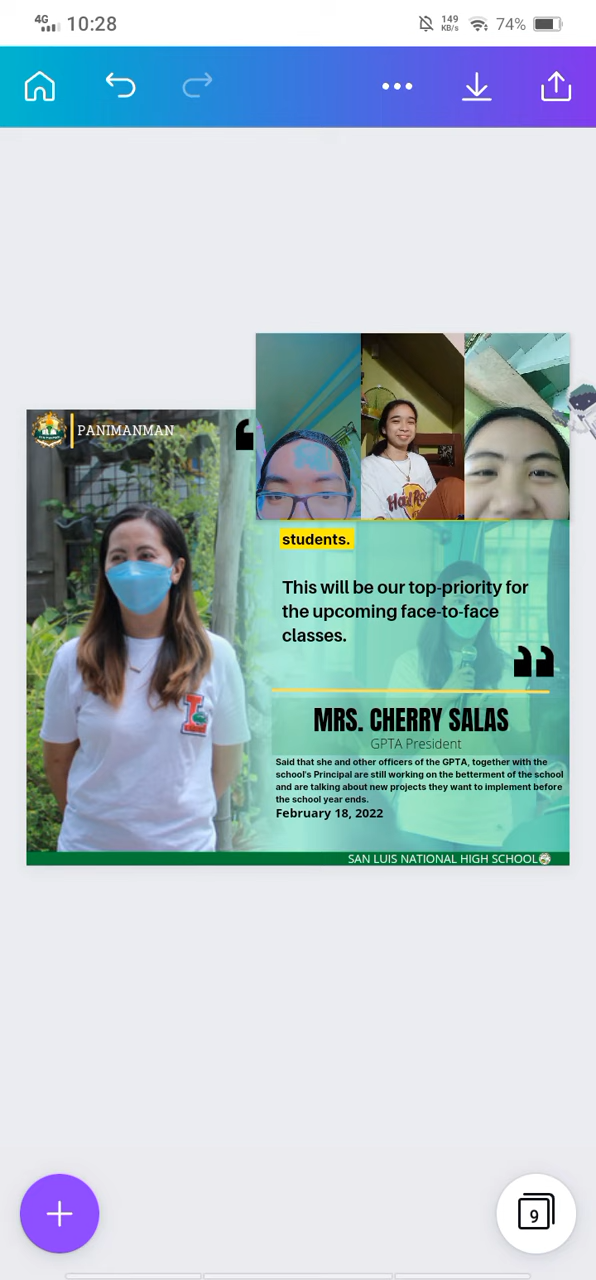 4G 10:28 149 KB/s 74%
PANIMANMAN
students.
This will be our top-priority for
the upcoming face-to-face
classes.
MRS. CHERRY SALAS
GPTA President
Said that she and other officers of the GPTA, together with the
school's Principal are still working on the betterment of the school
and are talking about new projects they want to implement before
the school year ends.
February 18, 2022
SAN LUIS NATIONAL HIGH SCHOOL
9